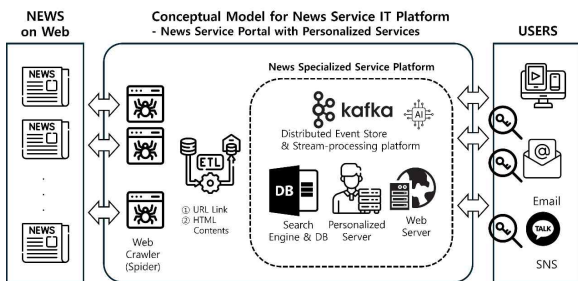 NEWS
on Web
Conceptual Model for News Service IT Platform
- News Service Portal with Personalized Services
USERS
News Specialized Service Platform
NEWS
NEWS
.
.
.
NEWS
Web
Crawler
(Spider)
ETL
① URL Link
② HTML
Contents
kafka
AI
Distributed Event Store
& Stream-processing platform
DB
Search
Engine & DB
Personalized
Server
Web
Server
@
Email
TALK
SNS